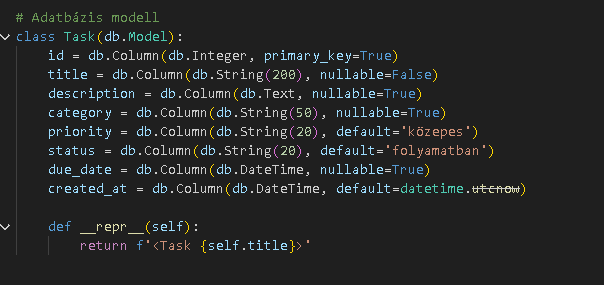 # Adatbázis modell
class Task(db.Model):
    id = db.Column(db.Integer, primary_key=True)
    title = db.Column(db.String(200), nullable=False)
    description = db.Column(db.Text, nullable=True)
    category = db.Column(db.String(50), nullable=True)
    priority = db.Column(db.String(20), default='közepes')
    status = db.Column(db.String(20), default='folyamatban')
    due_date = db.Column(db.DateTime, nullable=True)
    created_at = db.Column(db.DateTime, default=datetime.utcnow)
    def __repr__(self):
        return f'<Task {self.title}>'